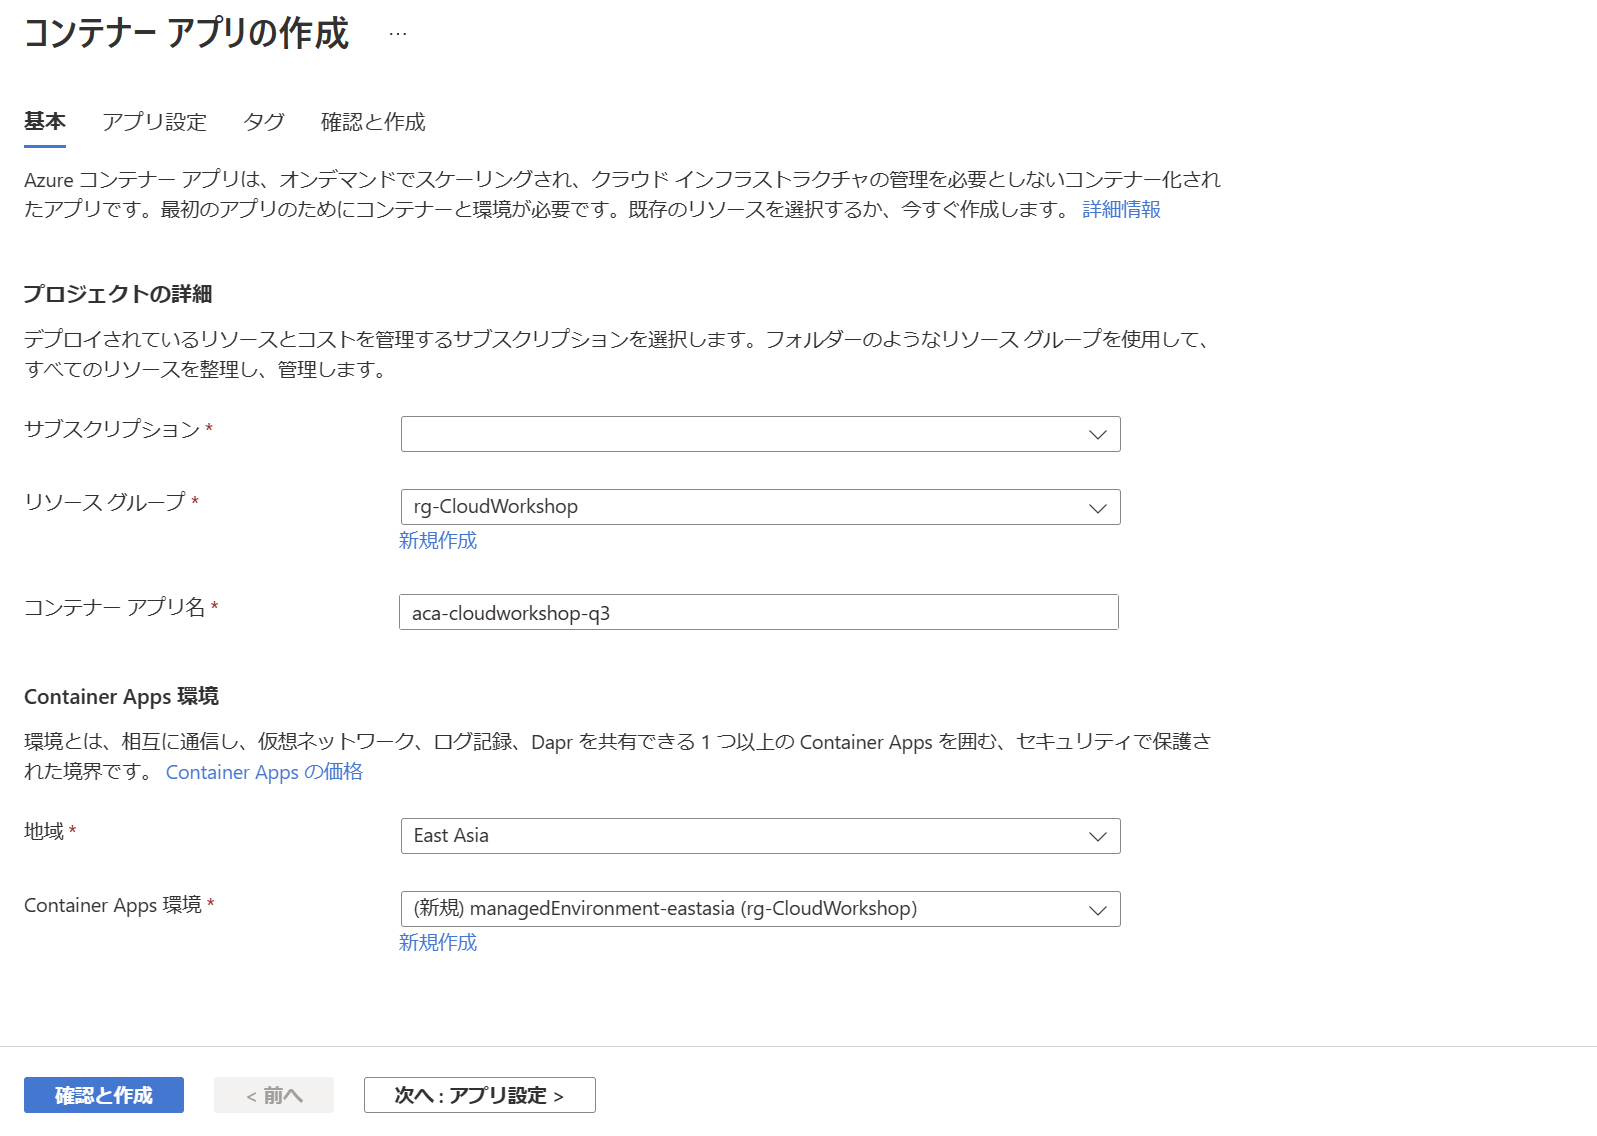 コンテナー アプリの作成 …
基本 アプリ設定 タグ 確認と作成
Azure コンテナー アプリは、オンデマンドでスケーリングされ、クラウド インフラストラクチャの管理を必要としないコンテナー化され
たアプリです。最初のアプリのためにコンテナーと環境が必要です。既存のリソースを選択するか、今すぐ作成します。 詳細情報
プロジェクトの詳細
デプロイされているリソースとコストを管理するサブスクリプションを選択します。フォルダーのようなリソース グループを使用して、
すべてのリソースを整理し、管理します。
サブスクリプション *
リソース グループ * rg-CloudWorkshop
新規作成
コンテナー アプリ名 * aca-cloudworkshop-q3
Container Apps 環境
環境とは、相互に通信し、仮想ネットワーク、ログ記録、Dapr を共有できる 1 つ以上の Container Apps を囲む、セキュリティで保護さ
れた境界です。 Container Apps の価格
地域 * East Asia
Container Apps 環境 * (新規) managedEnvironment-eastasia (rg-CloudWorkshop)
新規作成
確認と作成 < 前へ 次へ : アプリ設定 >